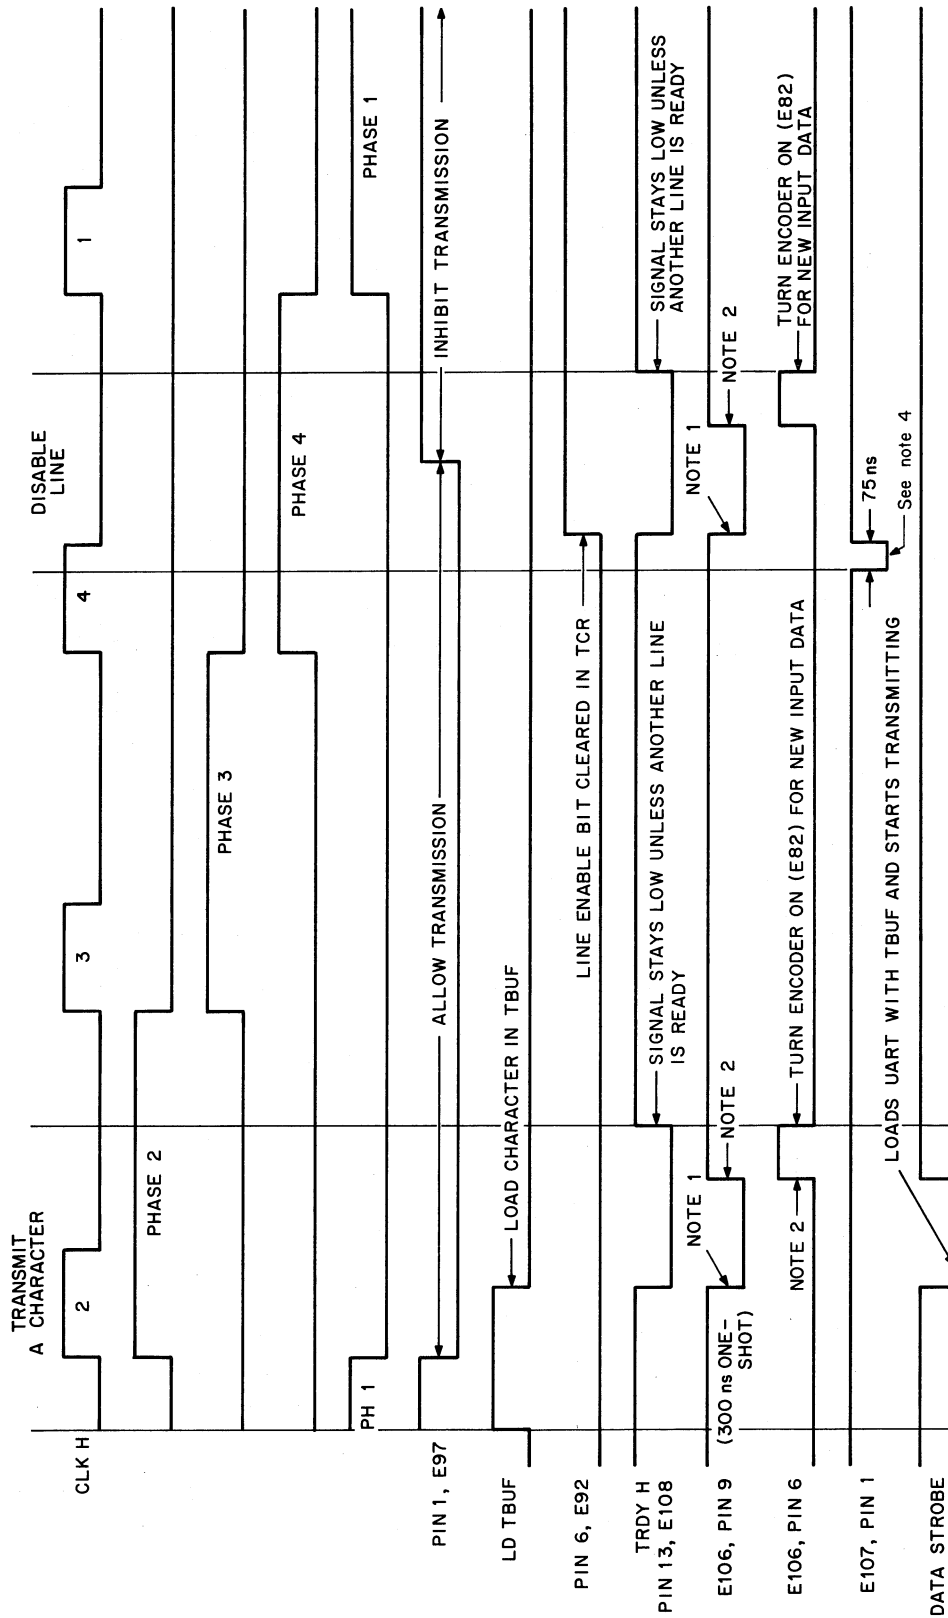 TRANSMIT
A CHARACTER
DISABLE
LINE
CLK H
2
3
4
1
PHASE 2
PHASE 3
PHASE 4
PH 1
PHASE 1
PIN 1, E97
ALLOW TRANSMISSION
INHIBIT TRANSMISSION
LD TBUF
LOAD CHARACTER IN TBUF
PIN 6, E92
LINE ENABLE BIT CLEARED IN TCR
TRDY H
PIN 13, E108
SIGNAL STAYS LOW UNLESS ANOTHER LINE
IS READY
SIGNAL STAYS LOW UNLESS
ANOTHER LINE IS READY
E106, PIN 9
(300 ns ONE-
SHOT)
NOTE 1
NOTE 2
NOTE 1
NOTE 2
E106, PIN 6
NOTE 2
TURN ENCODER ON (E82) FOR NEW INPUT DATA
TURN ENCODER ON (E82)
FOR NEW INPUT DATA
E107, PIN 1
75ns
See note 4
LOADS UART WITH TBUF AND STARTS TRANSMITTING
DATA STROBE